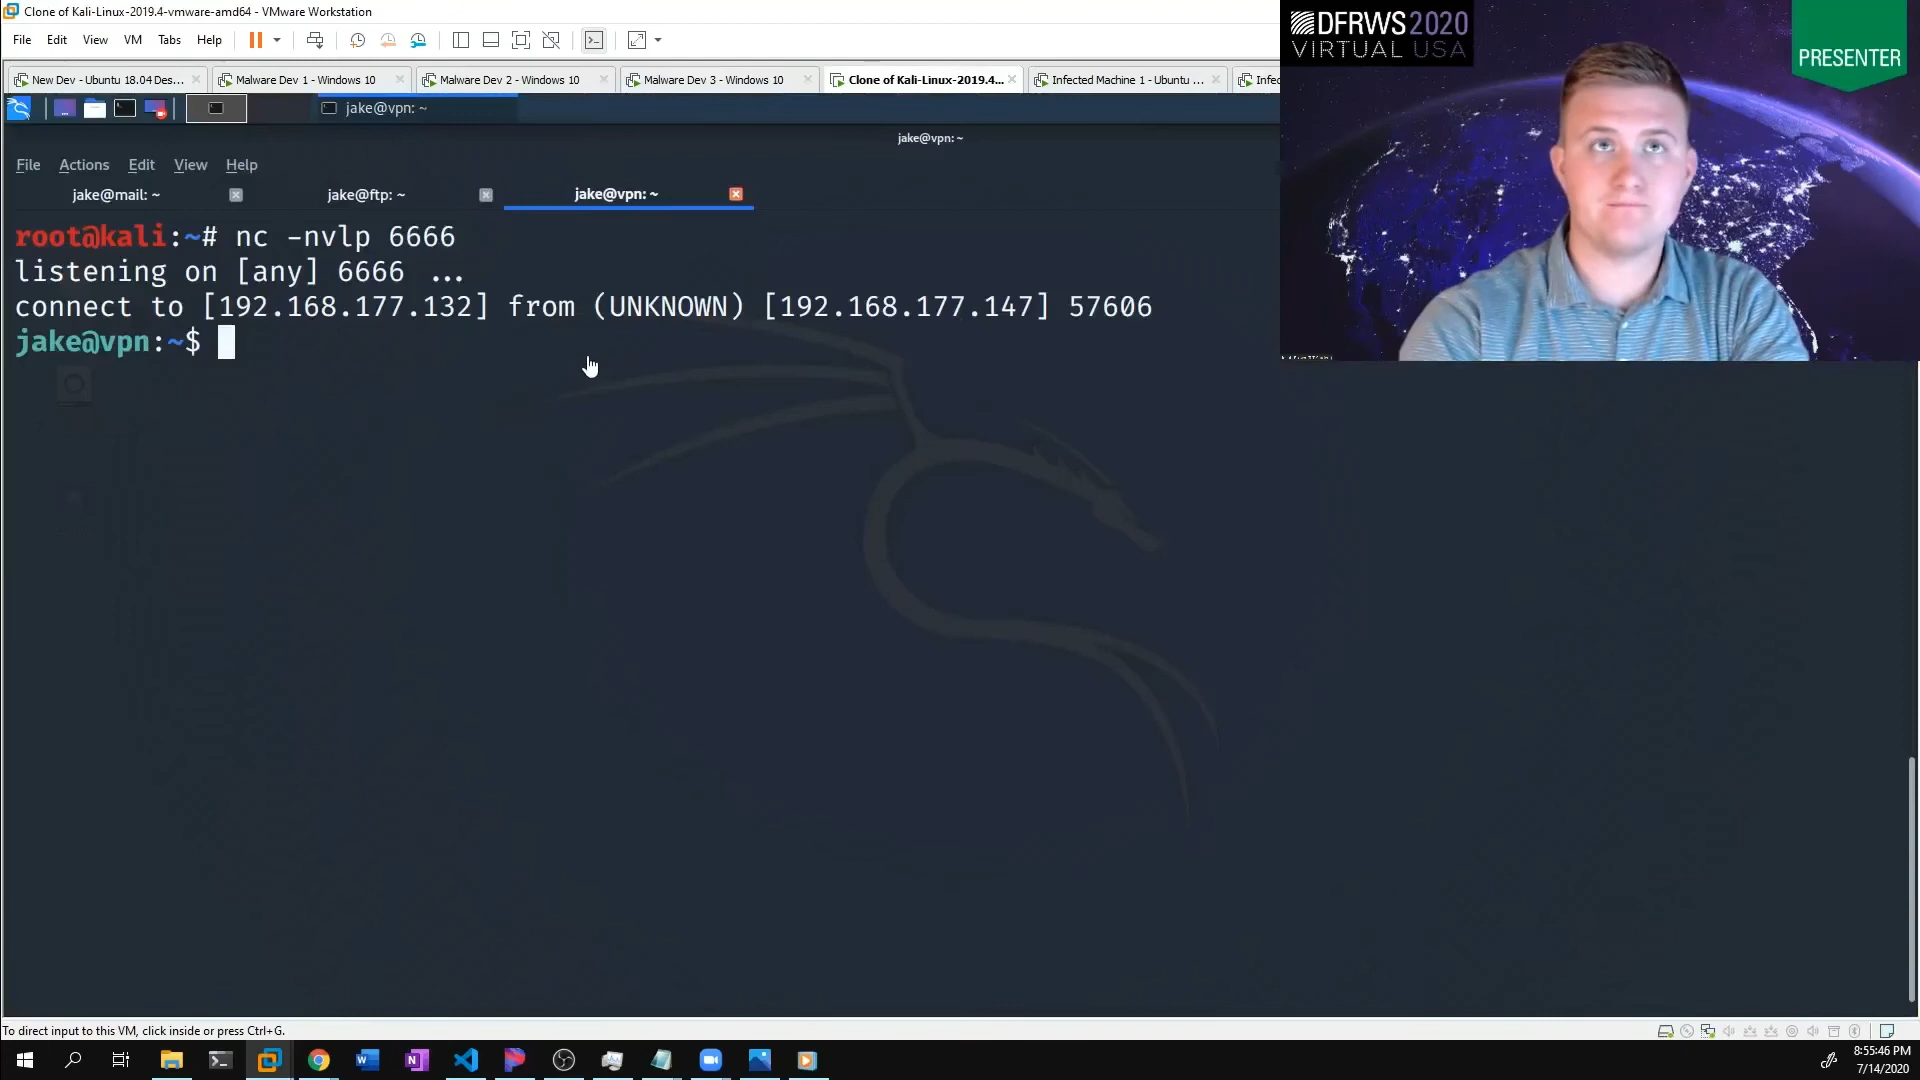 Clone of Kali-Linux-2019.4-vmware-amd64 - VMware Workstation
File Edit View VM Tabs Help
New Dev - Ubuntu 18.04 Des...
Malware Dev 1 - Windows 10
Malware Dev 2 - Windows 10
Malware Dev 3 - Windows 10
Clone of Kali-Linux-2019.4...
Infected Machine 1 - Ubuntu ...
Infec
jake@vpn: ~
jake@vpn: ~
File Actions Edit View Help
jake@mail: ~
jake@ftp: ~
jake@vpn: ~
root@kali:~# nc -nvlp 6666
listening on [any] 6666 ...
connect to [192.168.177.132] from (UNKNOWN) [192.168.177.147] 57606
jake@vpn:~$
DFRWS2020
VIRTUAL USA
PRESENTER
To direct input to this VM, click inside or press Ctrl+G.
8:55:46 PM
7/14/2020